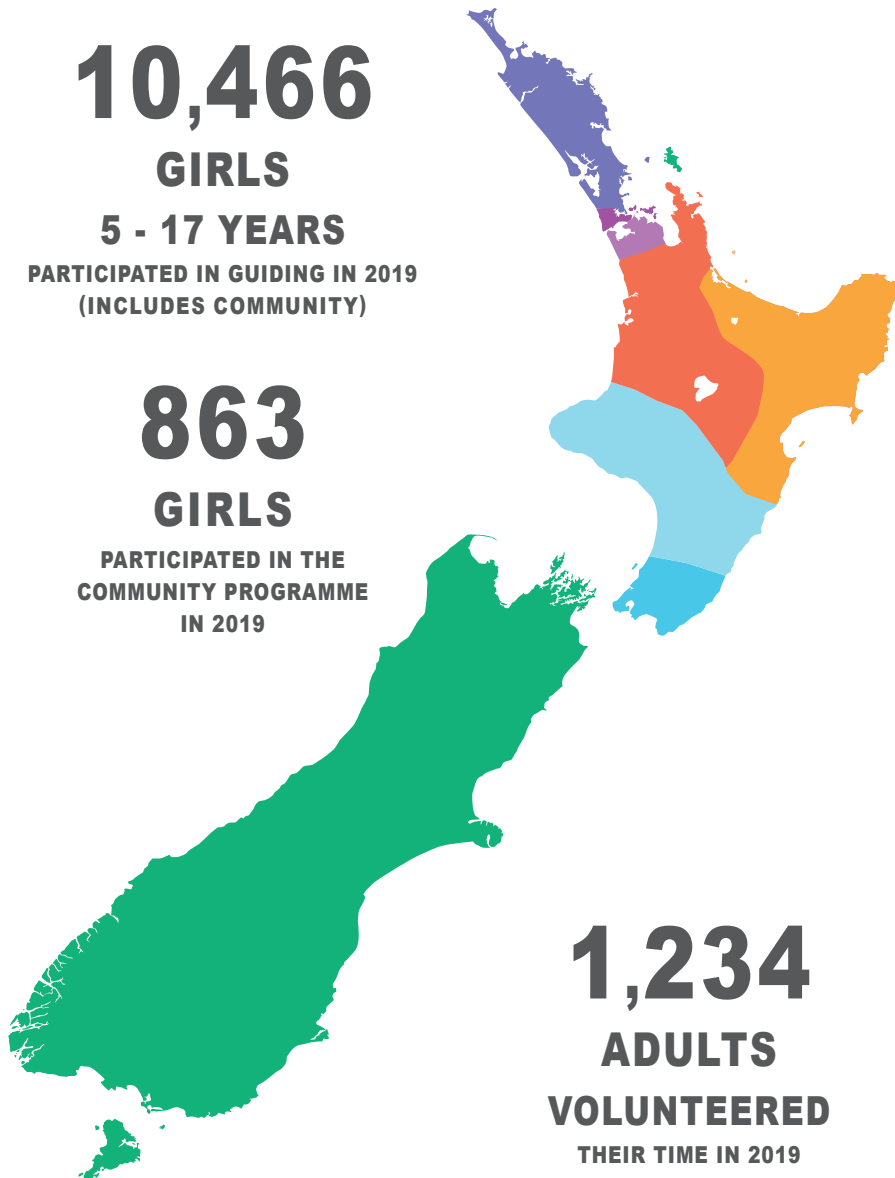 10,466
GIRLS
5 - 17 YEARS
PARTICIPATED IN GUIDING IN 2019
(INCLUDES COMMUNITY)
863
GIRLS
PARTICIPATED IN THE
COMMUNITY PROGRAMME
IN 2019
1,234
ADULTS
VOLUNTEERED
THEIR TIME IN 2019